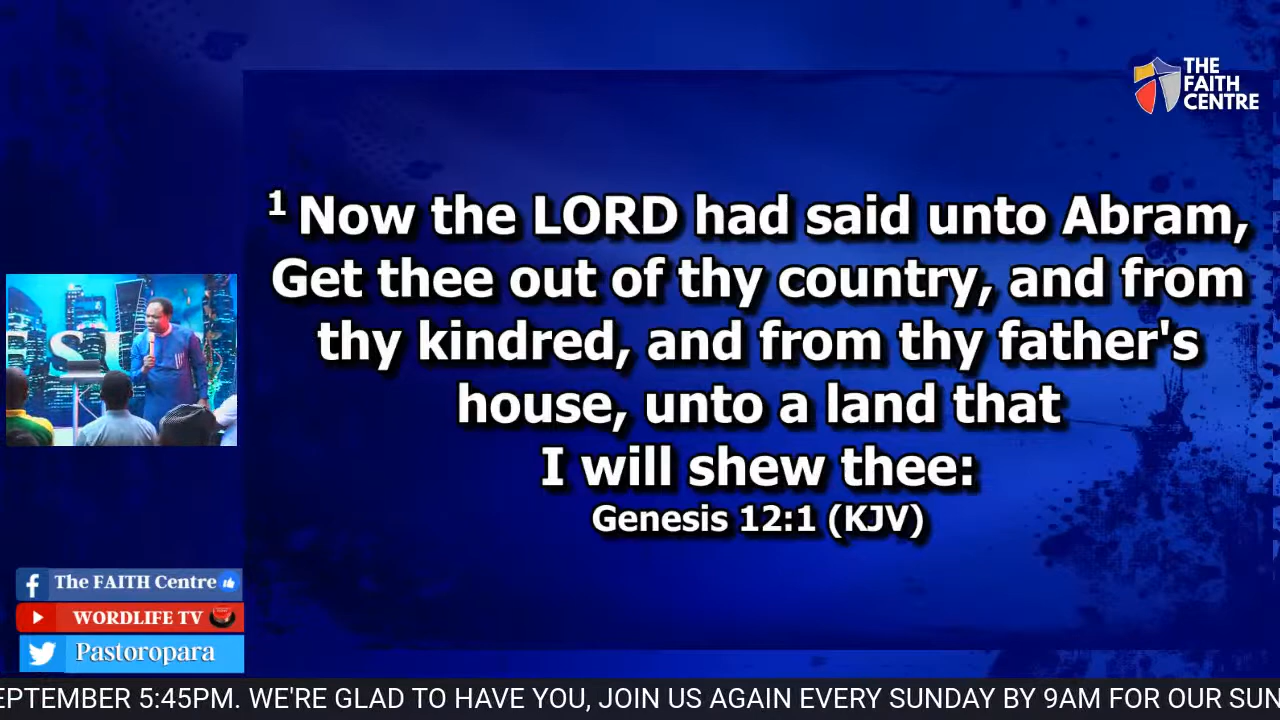 THE
FAITH
CENTRE
1 Now the LORD had said unto Abram,
Get thee out of thy country, and from
thy kindred, and from thy father's
house, unto a land that
I will shew thee:
Genesis 12:1 (KJV)
The FAITH Centre
WORDLIFE TV
Pastoropara
5:45PM. WE'RE GLAD TO HAVE YOU, JOIN US AGAIN EVERY SUNDAY BY 9AM FOR OUR